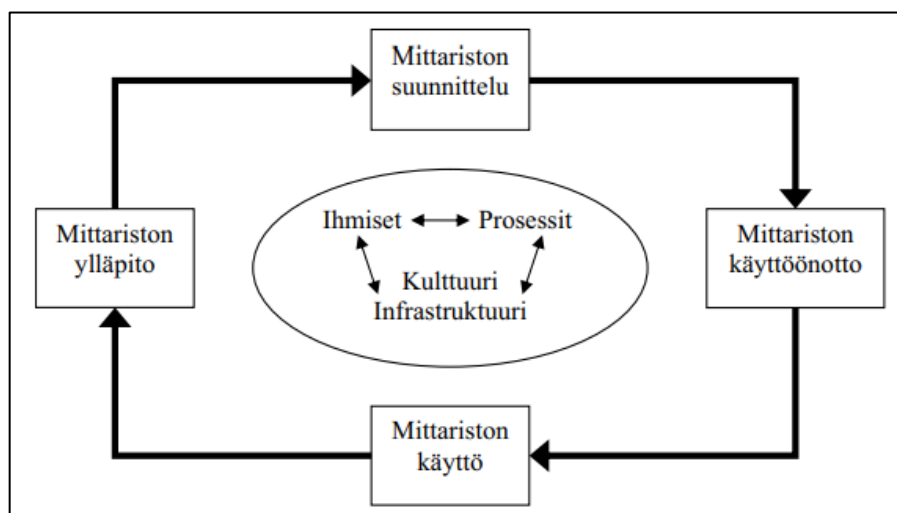 Mittariston
suunnittelu
Mittariston
ylläpito
Ihmiset
Prosessit
Kulttuuri
Infrastruktuuri
Mittariston
käyttöönotto
Mittariston
käyttö